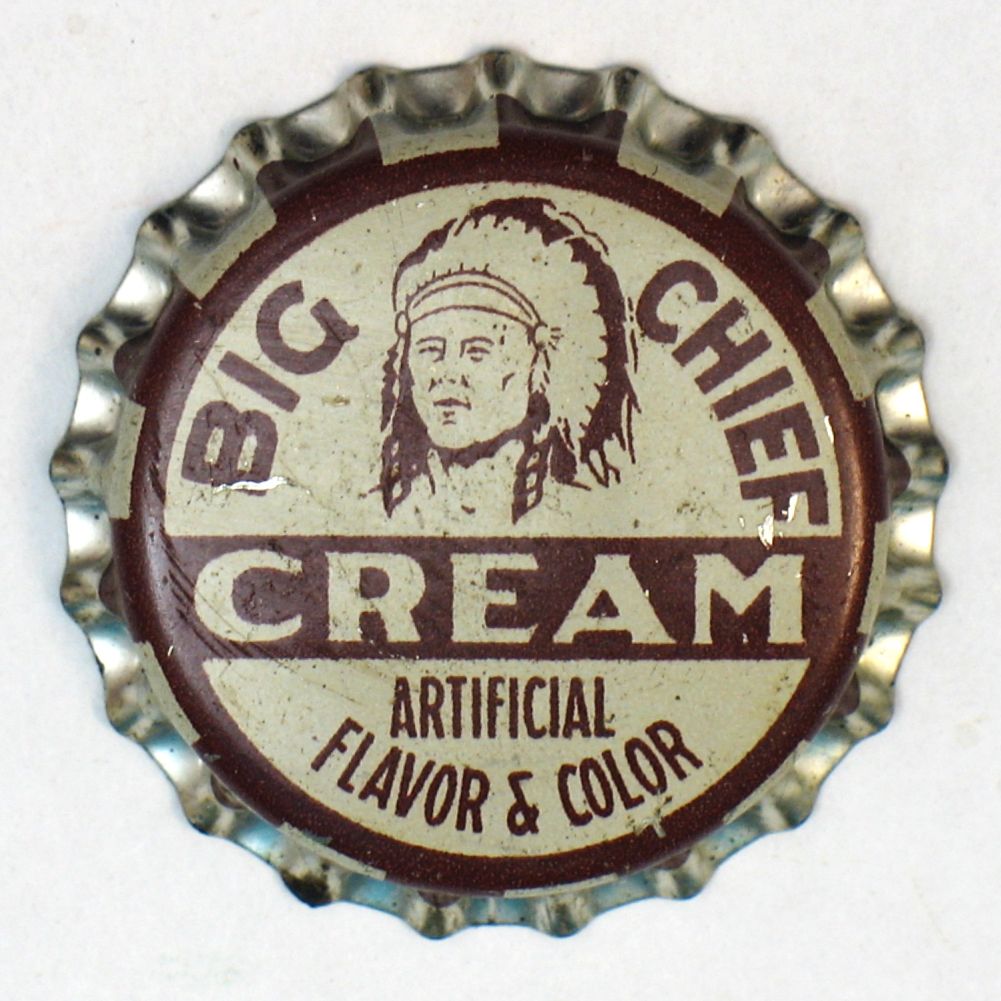 BIG CHIEF
CREAM
ARTIFICIAL
FLAVOR & COLOR